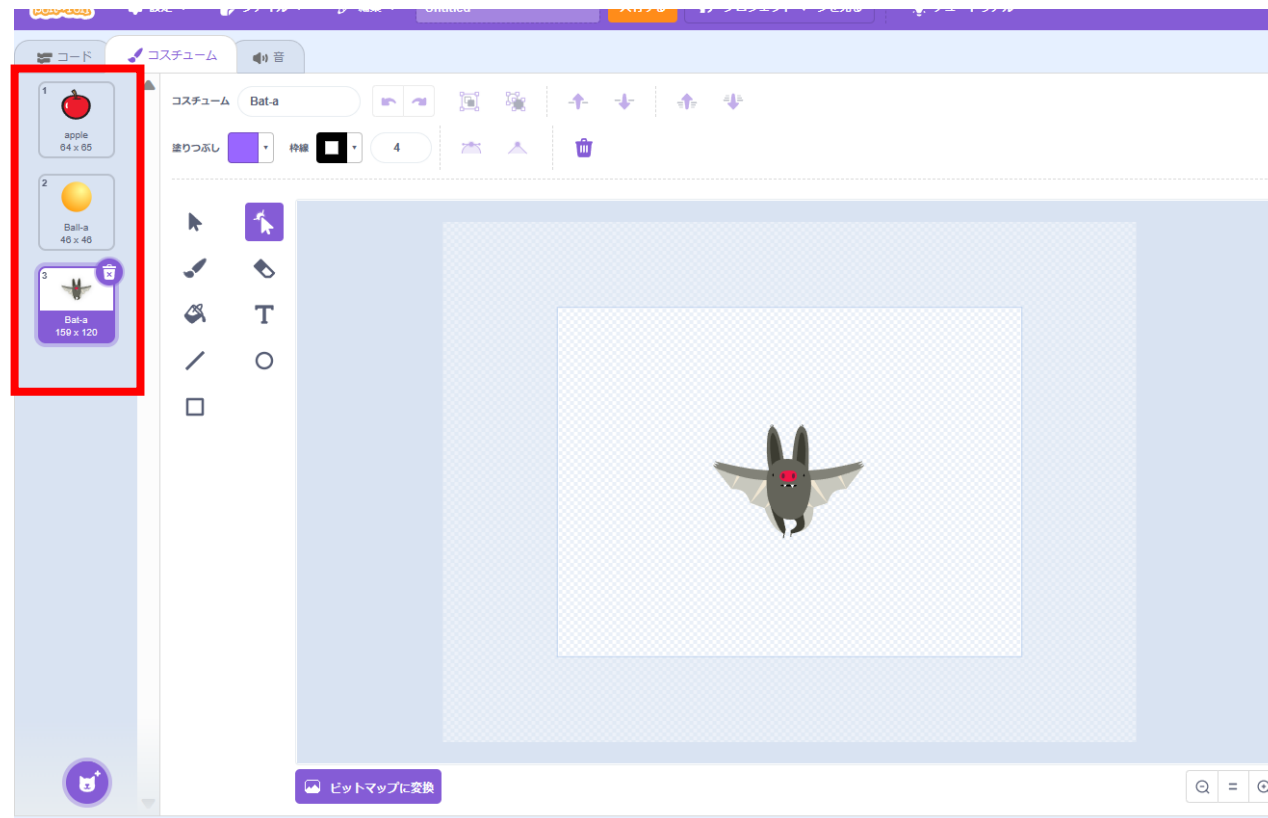 コード
コスチューム
音
1
apple
64 x 65
2
Ball-a
46 x 46
3
Bat-a
159 x 120
コスチューム
Bat-a
塗りつぶし
枠線
4
T
ビットマップに変換